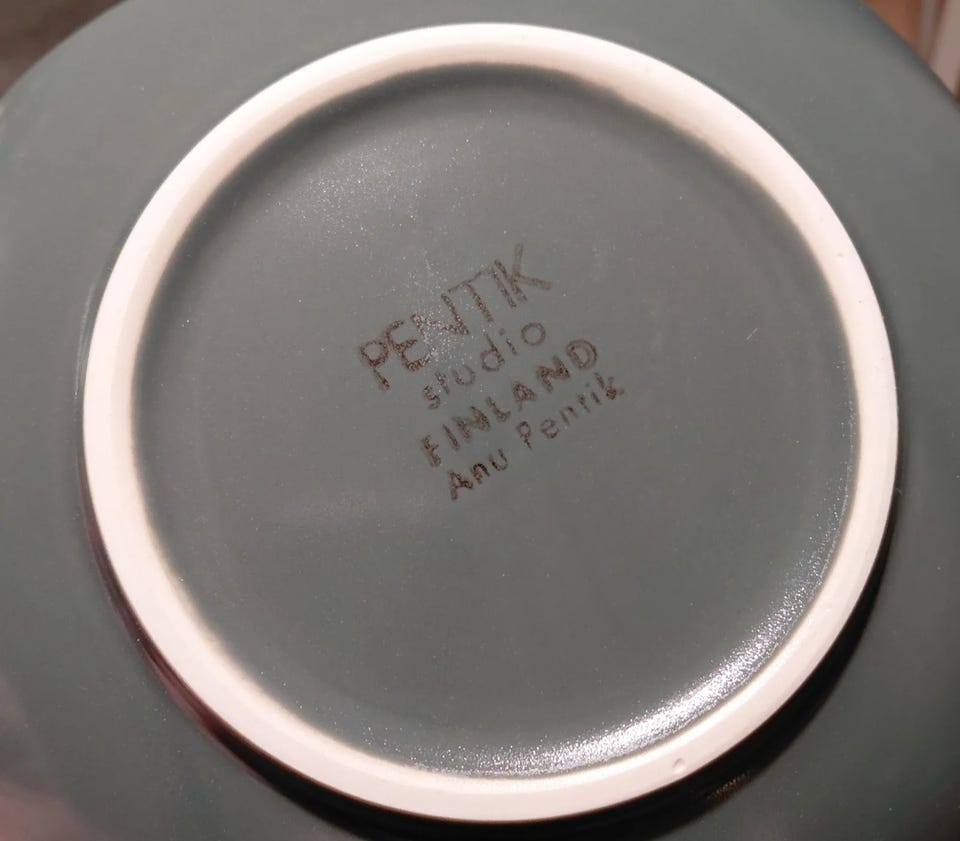 PENTIK
studio
FINLAND
Anu Pentik